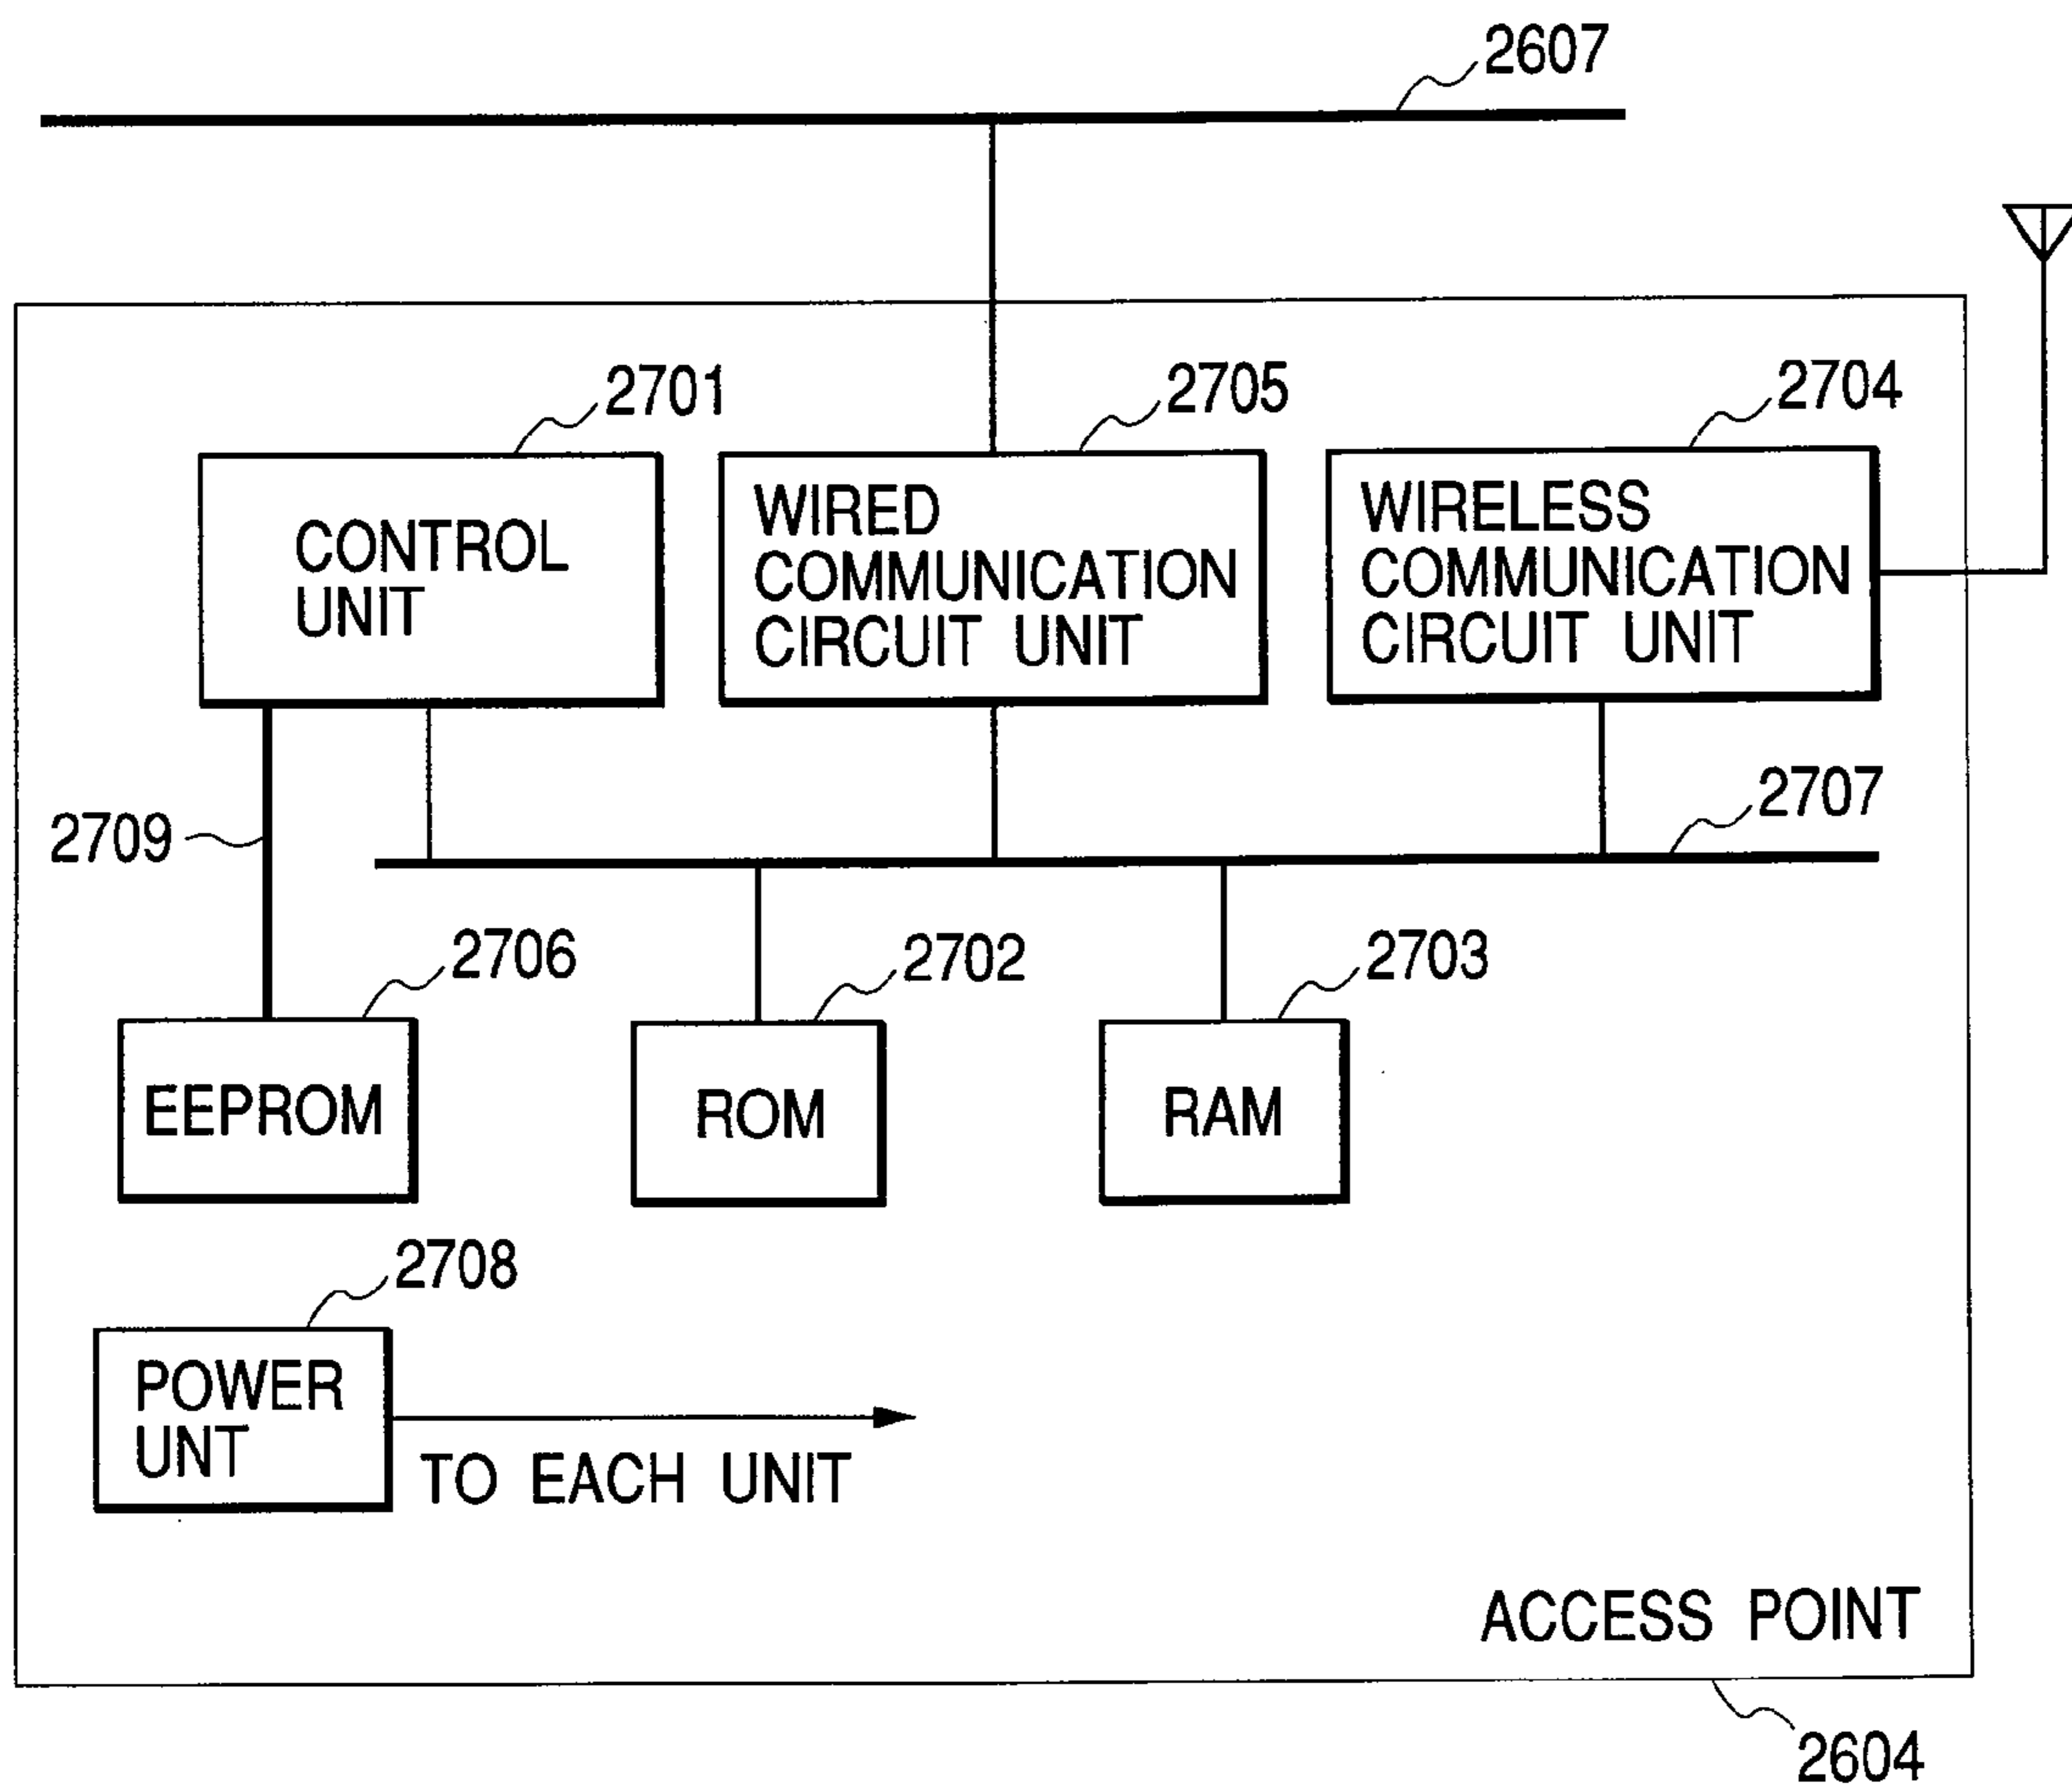 2607
2701
2705
2704
CONTROL
UNIT
WIRED
COMMUNICATION
CIRCUIT UNIT
WIRELESS
COMMUNICATION
CIRCUIT UNIT
2709
2707
2706
2702
2703
EEPROM
ROM
RAM
2708
POWER
UNT
TO EACH UNIT
ACCESS POINT
2604